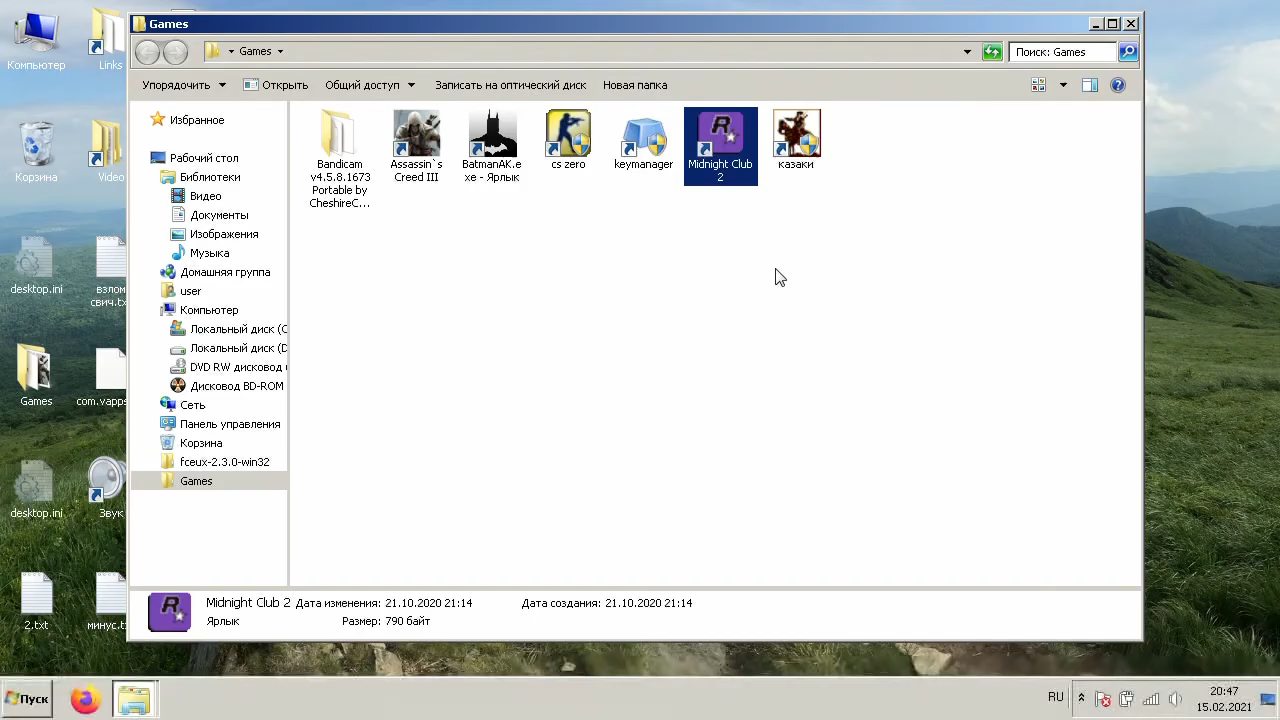 Компьютер
Links
Корзина
Video
desktop.ini
взлом
свич.tx
Games
com.vapps
desktop.ini
Звук
2.txt
минус.t
Games
Games
Поиск: Games
Упорядочить
Открыть
Общий доступ
Записать на оптический диск
Новая папка
Избранное
Рабочий стол
Библиотеки
Видео
Документы
Изображения
Музыка
Домашняя группа
user
Компьютер
Локальный диск (C
Локальный диск (D
DVD RW дисковод
Дисковод BD-ROM
Сеть
Панель управления
Корзина
fceux-2.3.0-win32
Games
Bandicam
v4.5.8.1673
Portable by
CheshireC...
Assassin`s
Creed III
BatmanAK.e
xe - Ярлык
cs zero
keymanager
Midnight Club
2
казаки
Midnight Club 2 Дата изменения: 21.10.2020 21:14 Дата создания: 21.10.2020 21:14
Ярлык Размер: 790 байт
Пуск
RU
20:47
15.02.2021